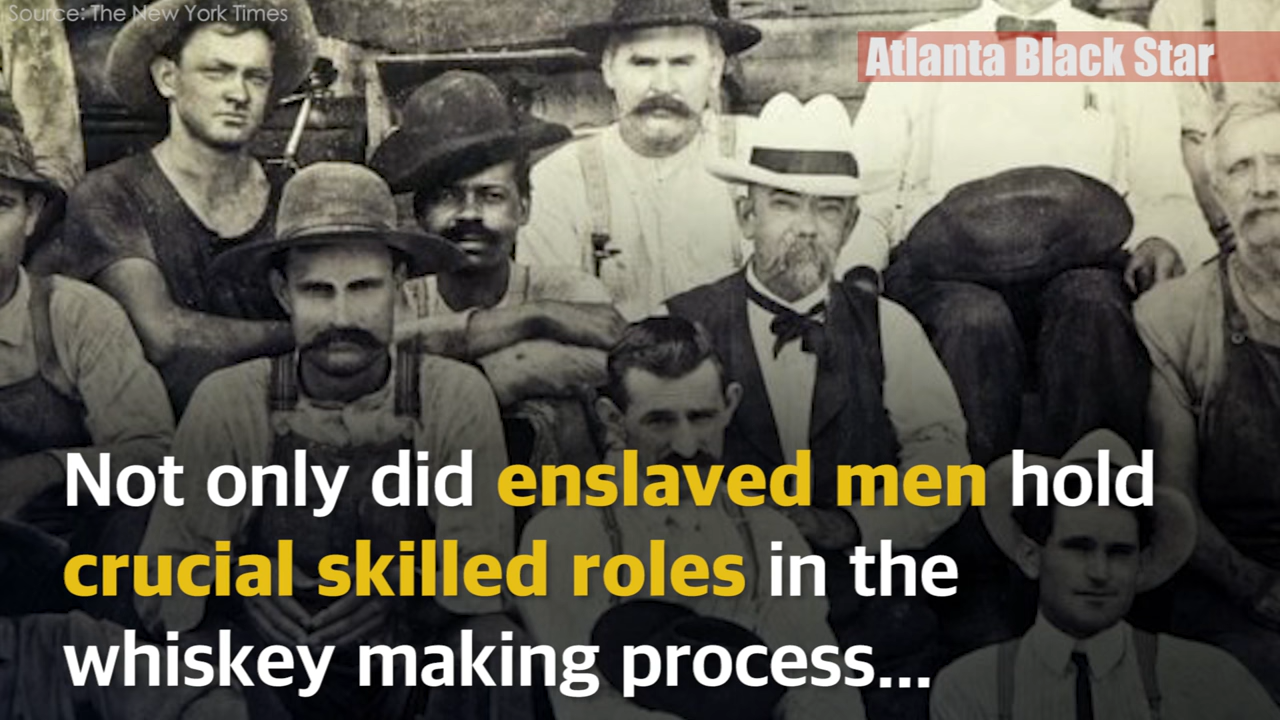 Source: The New York Times
Atlanta Black Star
Not only did enslaved men hold
crucial skilled roles in the
whiskey making process...